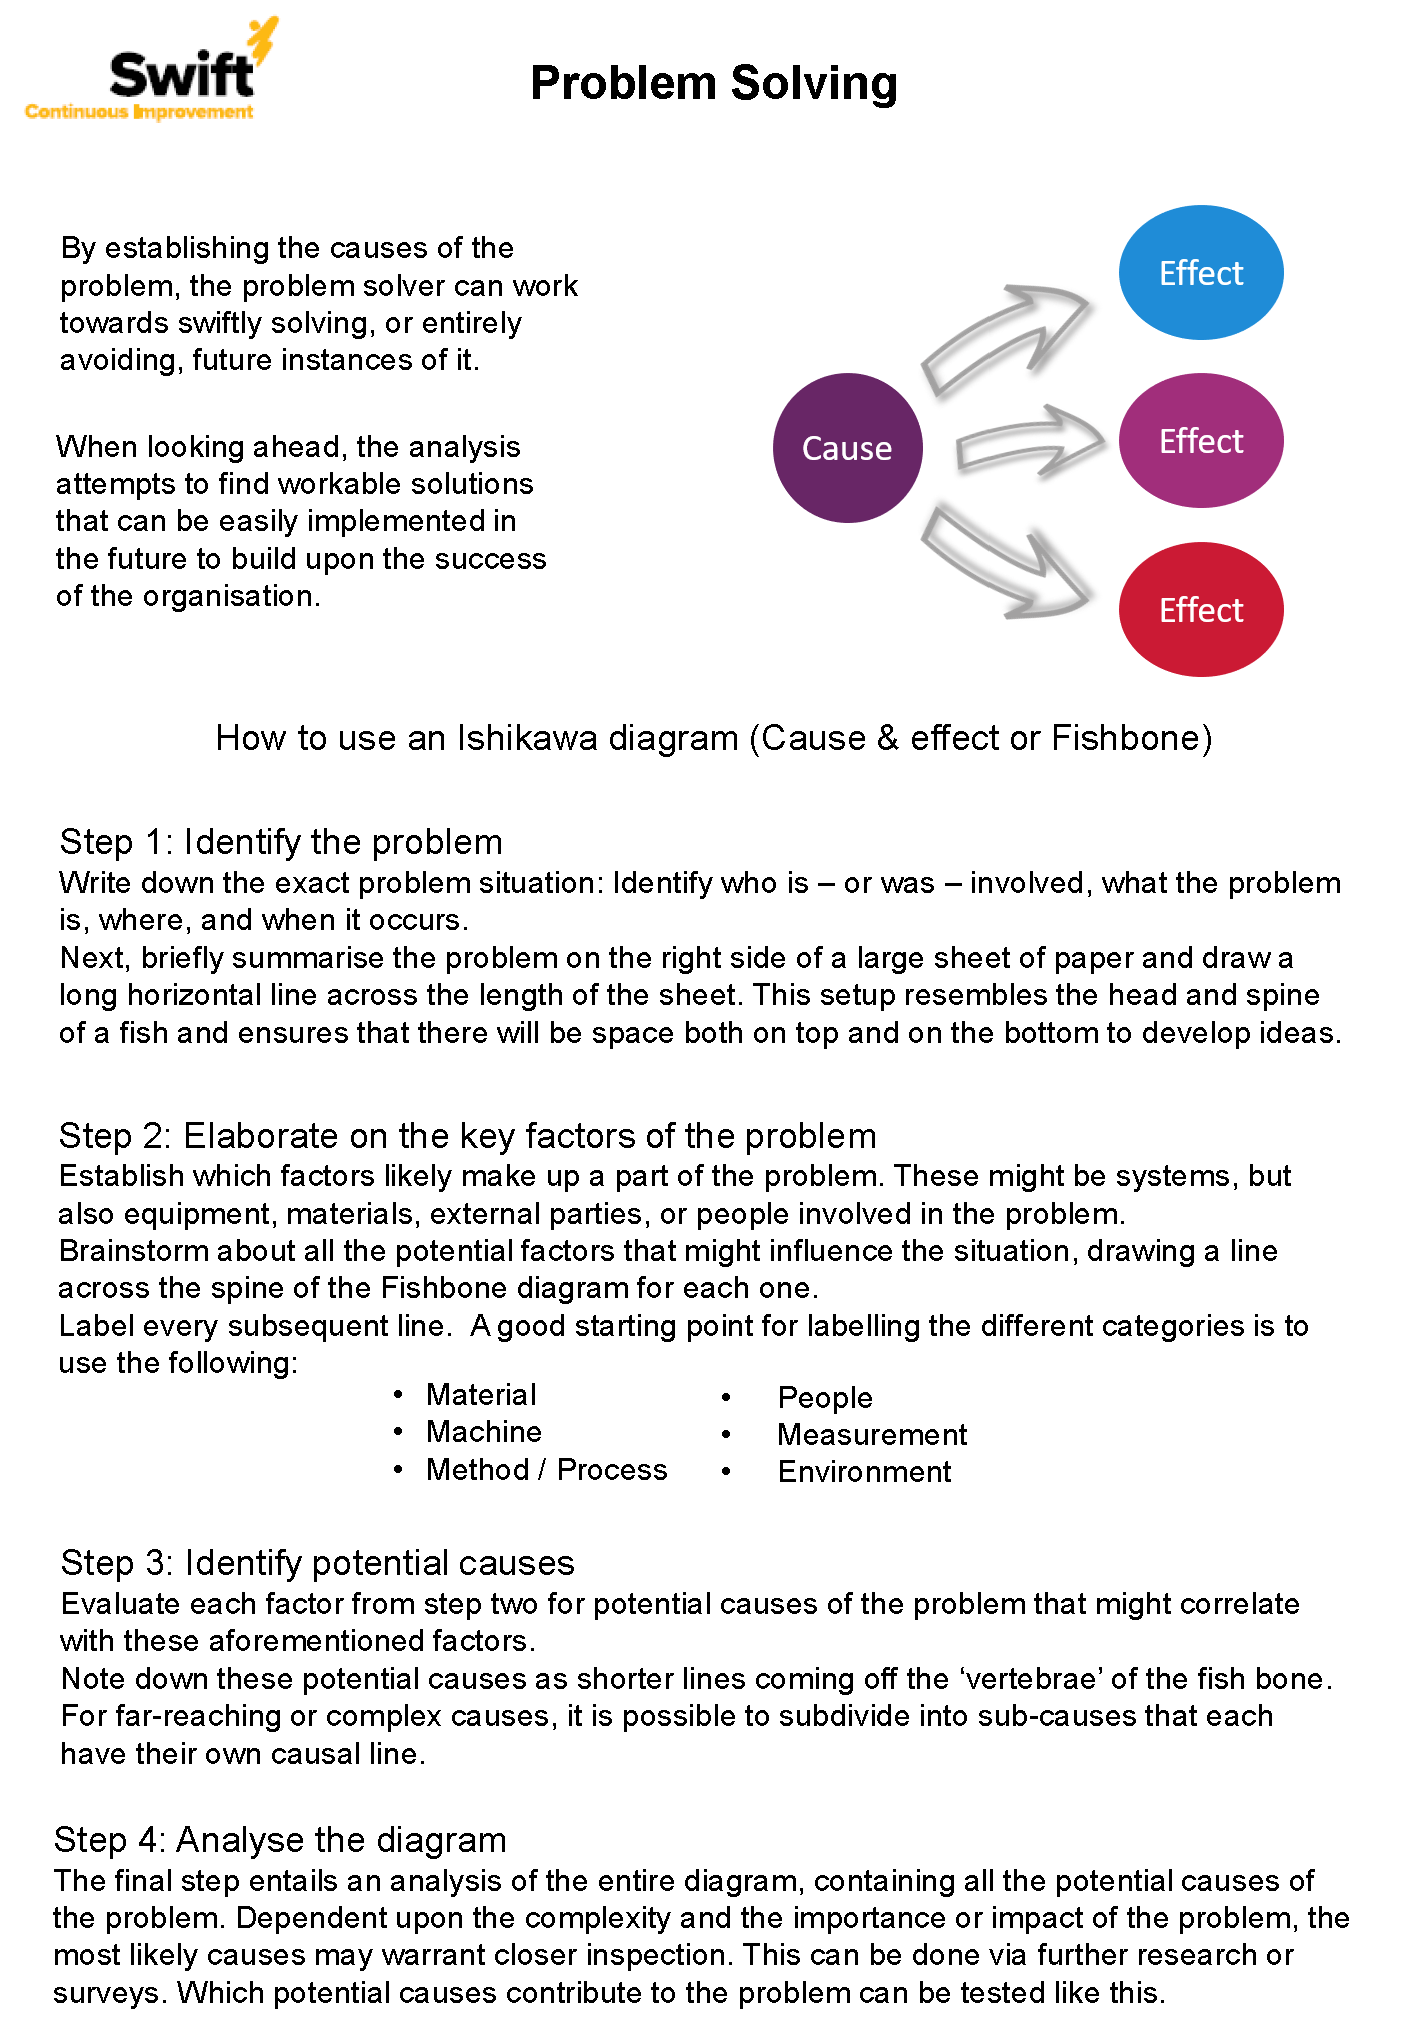 Swift
Continuous Improvement
Problem Solving
By establishing the causes of the
problem, the problem solver can work
towards swiftly solving, or entirely
avoiding, future instances of it.
When looking ahead, the analysis
attempts to find workable solutions
that can be easily implemented in
the future to build upon the success
of the organisation.
Cause
Effect
Effect
Effect
How to use an Ishikawa diagram (Cause & effect or Fishbone)
Step 1: Identify the problem
Write down the exact problem situation: Identify who is – or was – involved, what the problem
is, where, and when it occurs.
Next, briefly summarise the problem on the right side of a large sheet of paper and draw a
long horizontal line across the length of the sheet. This setup resembles the head and spine
of a fish and ensures that there will be space both on top and on the bottom to develop ideas.
Step 2: Elaborate on the key factors of the problem
Establish which factors likely make up a part of the problem. These might be systems, but
also equipment, materials, external parties, or people involved in the problem.
Brainstorm about all the potential factors that might influence the situation, drawing a line
across the spine of the Fishbone diagram for each one.
Label every subsequent line.  A good starting point for labelling the different categories is to
use the following:
• Material
• Machine
• Method / Process
• People
• Measurement
• Environment
Step 3: Identify potential causes
Evaluate each factor from step two for potential causes of the problem that might correlate
with these aforementioned factors.
Note down these potential causes as shorter lines coming off the ‘vertebrae’ of the fish bone.
For far-reaching or complex causes, it is possible to subdivide into sub-causes that each
have their own causal line.
Step 4: Analyse the diagram
The final step entails an analysis of the entire diagram, containing all the potential causes of
the problem. Dependent upon the complexity and the importance or impact of the problem, the
most likely causes may warrant closer inspection. This can be done via further research or
surveys. Which potential causes contribute to the problem can be tested like this.